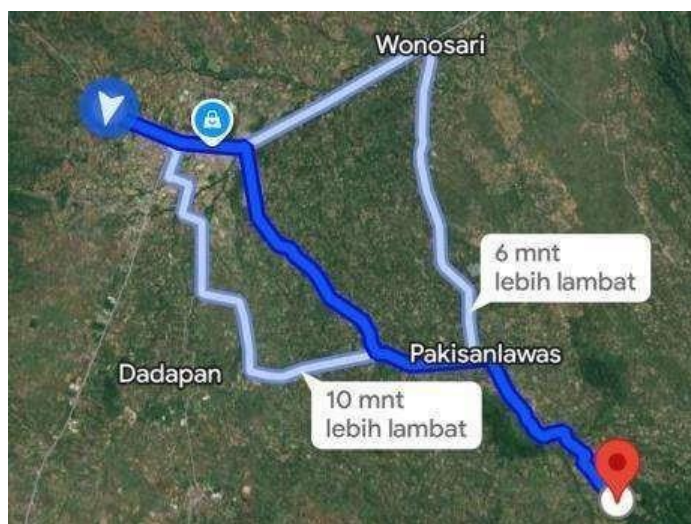 Wonosari
6 mnt
lebih lambat
Pakisanlawas
Dadapan
10 mnt
lebih lambat